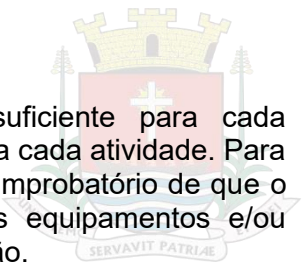 suficiente para cada
a cada atividade. Para
mprobatório de que o
s equipamentos e/ou
ão.
SERVAVIT PATRIAE